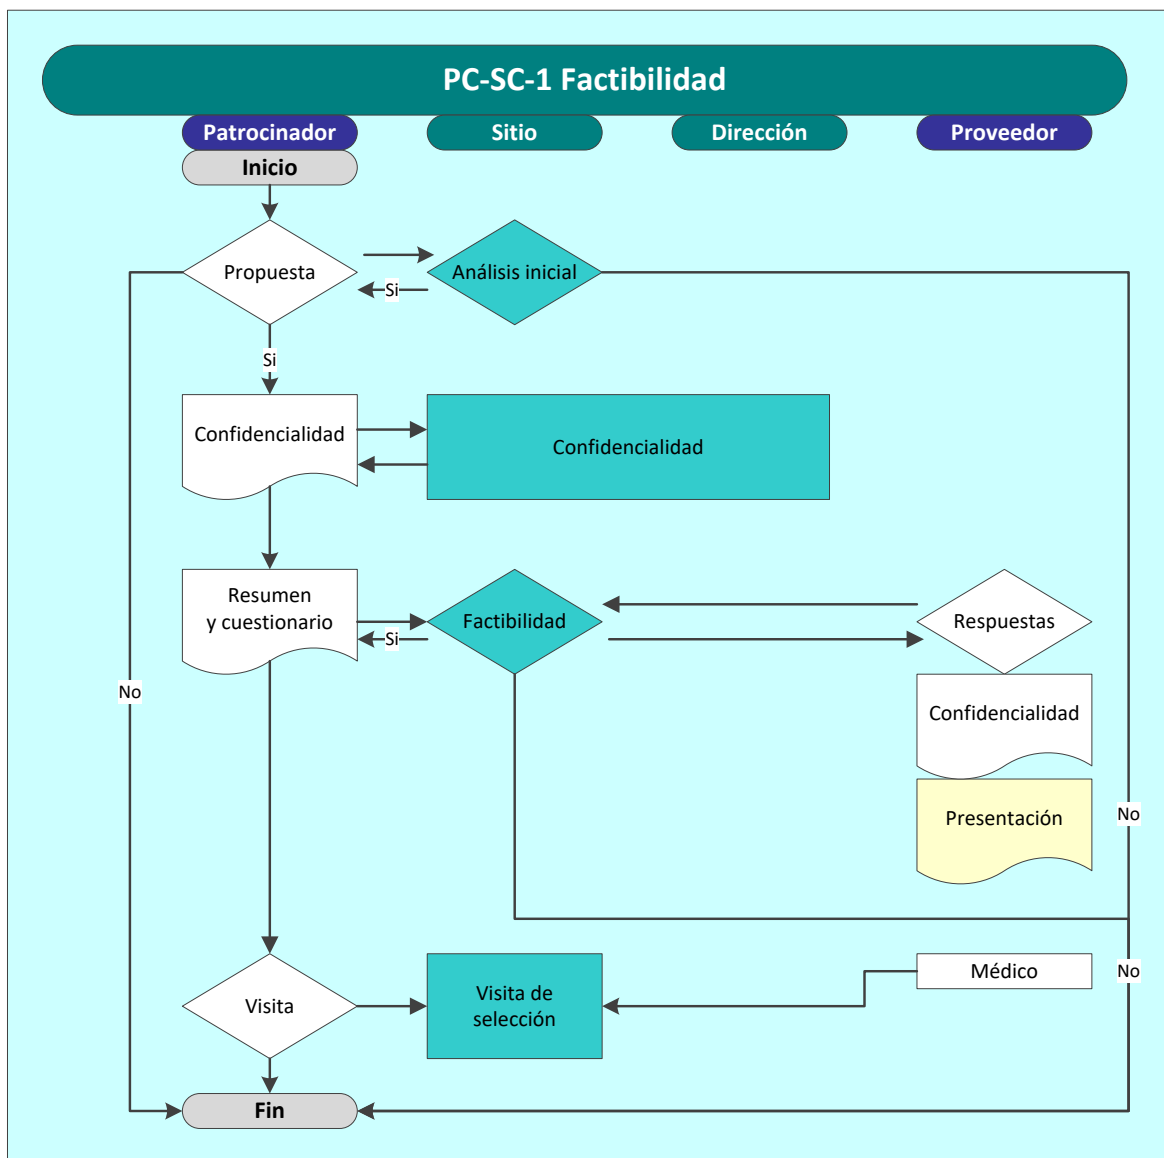 PC-SC-1 Factibilidad
Patrocinador
Sitio
Dirección
Proveedor
Inicio
Propuesta
Análisis inicial
Si
Si
Confidencialidad
Confidencialidad
Resumen
y cuestionario
Factibilidad
Si
Respuestas
No
Confidencialidad
Presentación
No
Médico
No
Visita
Visita de
selección
Fin